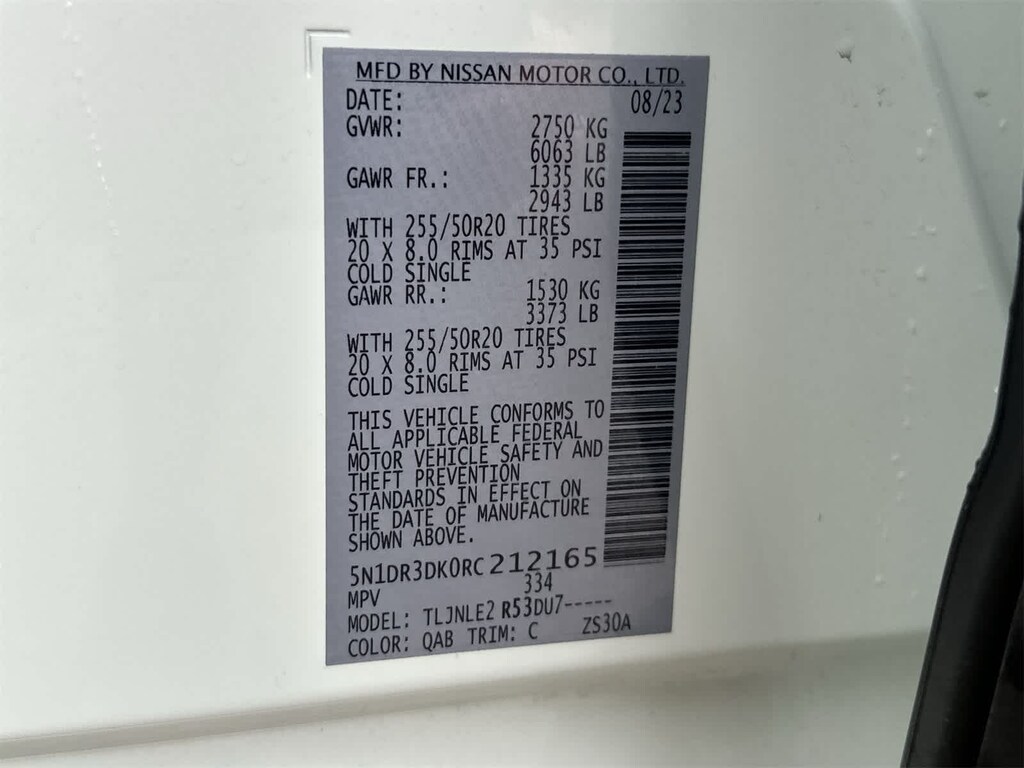 MFD BY NISSAN MOTOR CO., LTD.
DATE: 08/23
GVWR: 2750 KG
6063 LB
GAWR FR.: 1335 KG
2943 LB
WITH 255/50R20 TIRES
20 X 8.0 RIMS AT 35 PSI
COLD SINGLE
GAWR RR.: 1530 KG
3373 LB
WITH 255/50R20 TIRES
20 X 8.0 RIMS AT 35 PSI
COLD SINGLE
THIS VEHICLE CONFORMS TO
ALL APPLICABLE FEDERAL
MOTOR VEHICLE SAFETY AND
THEFT PREVENTION
STANDARDS IN EFFECT ON
THE DATE OF MANUFACTURE
SHOWN ABOVE.
5N1DR3DK0RC212165
MPV 334
MODEL: TLJNLE2 R53DU7-----
COLOR: QAB TRIM: C ZS30A